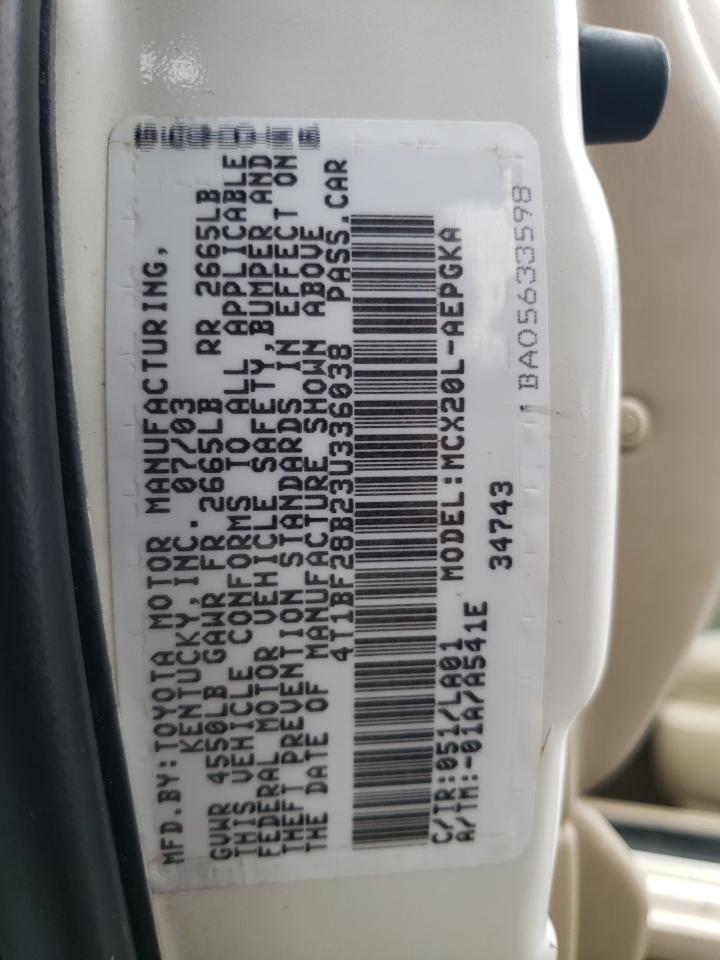 MFD.BY:TOYOTA MOTOR MANUFACTURING,
KENTUCKY,INC. 07/03
GVWR 4550LB GAWR FR 2665LB RR 2665LB
THIS VEHICLE CONFORMS TO ALL APPLICABLE
FEDERAL MOTOR VEHICLE SAFETY,BUMPER AND
THEFT PREVENTION STANDARDS IN EFFECT ON
THE DATE OF MANUFACTURE SHOWN ABOVE
4T1BF28B23U336038 PASS.CAR
C/TR:051/LA01 MODEL:MCX20L-AEPGKA
A/TM:-01A/A541E 34743
BA05633598